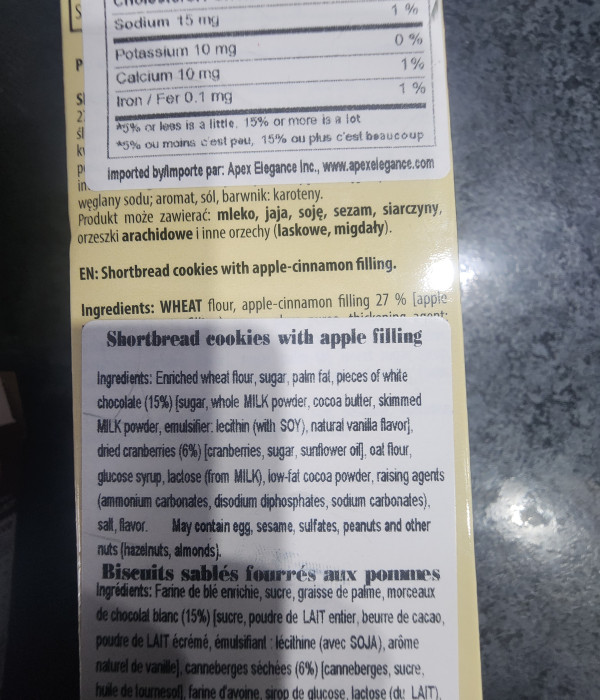 Sodium 15 mg 1 %
Potassium 10 mg 0 %
Calcium 10 mg 1%
Iron / Fer 0.1 mg 1 %
*5% or less is a little, 15% or more is a lot
*5% ou moins c'est peu, 15% ou plus c'est beaucoup
Imported by/Importe par: Apex Elegance Inc., www.apexelegance.com
węglany sodu; aromat, sól, barwnik: karoteny.
Produkt może zawierać: mleko, jaja, soję, sezam, siarczyny,
orzeszki arachidowe i inne orzechy (laskowe, migdały).
EN: Shortbread cookies with apple-cinnamon filling.
Ingredients: WHEAT flour, apple-cinnamon filling 27 % [apple
Shortbread cookies with apple filling
Ingredients: Enriched wheat flour, sugar, palm fat, pieces of white
chocolate (15%) [sugar, whole MILK powder, cocoa butter, skimmed
MILK powder, emulsifier: lecithin (with SOY), natural vanilla flavor],
dried cranberries (6%) [cranberries, sugar, sunflower oil], oat flour,
glucose syrup, lactose (from MILK), low-fat cocoa powder, raising agents
(ammonium carbonates, disodium diphosphates, sodium carbonates),
salt, flavor. May contain egg, sesame, sulfates, peanuts and other
nuts (hazelnuts, almonds).
Biscuits sablés fourrés aux pommes
Ingrédients: Farine de blé enrichie, sucre, graisse de palme, morceaux
de chocolat blanc (15%) [sucre, poudre de LAIT entier, beurre de cacao,
poudre de LAIT écrémé, émulsifiant : lécithine (avec SOJA), arôme
naturel de vanille], canneberges séchées (6%) [canneberges, sucre,
huile de tournesol], farine d'avoine, sirop de glucose, lactose (du LAIT),